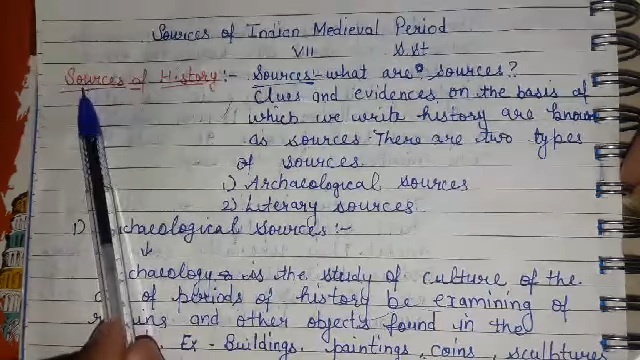 Sources of Indian Medieval Period
VII S.St
Sources of History :- Sources - what are sources?
Clues and evidences on the basis of
which we write history are known
as sources. There are two types
of sources.
1) Archaeological sources
2) Literary sources
1) chaeological sources :-
↓
chaeology is the study of culture of the
of periods of history be examining of
and other objects found in the
Ex - Buildings, paintings, coins, sculptures